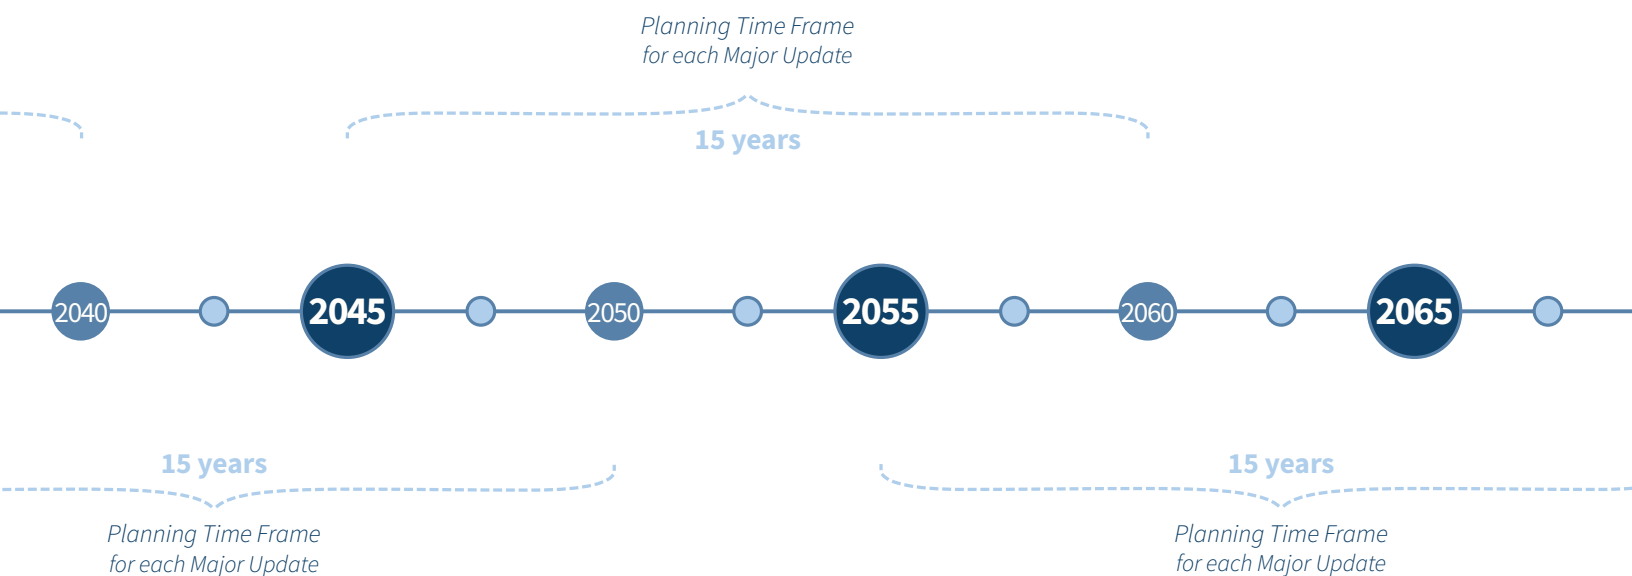 Planning Time Frame
for each Major Update
15 years
2040
2045
2050
2055
2060
2065
15 years
Planning Time Frame
for each Major Update
15 years
Planning Time Frame
for each Major Update